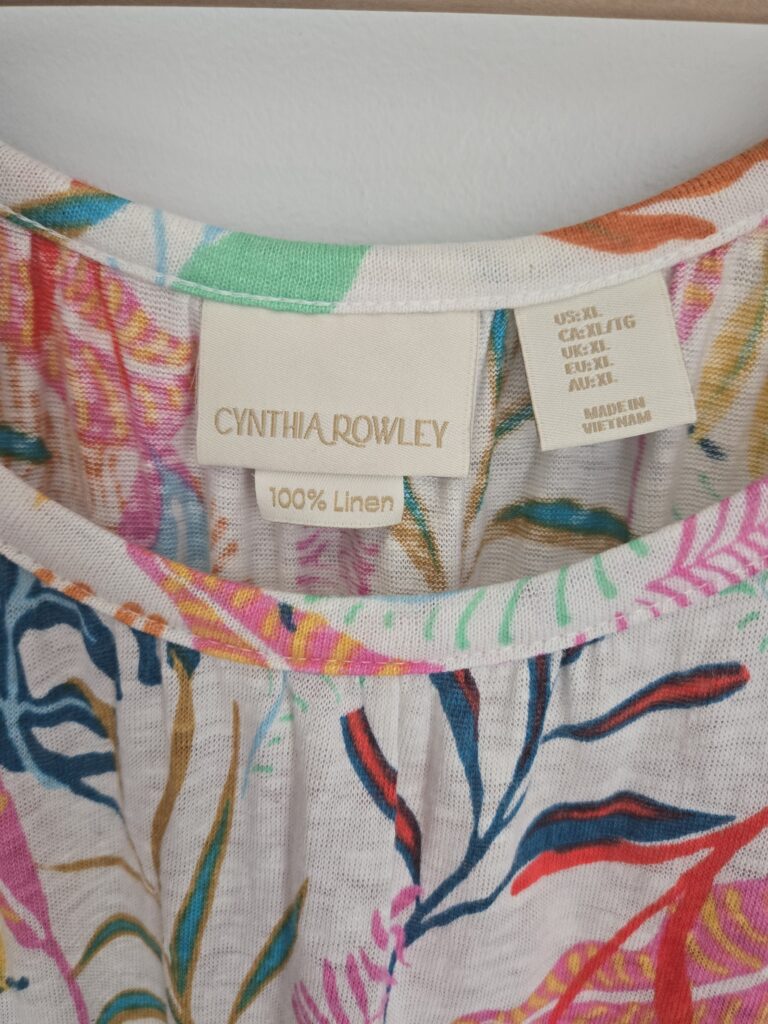 CYNTHIA ROWLEY
100% Linen
US:XL
CA:XL/TG
UK:XL
EU:XL
AU:XL
MADE IN
VIETNAM